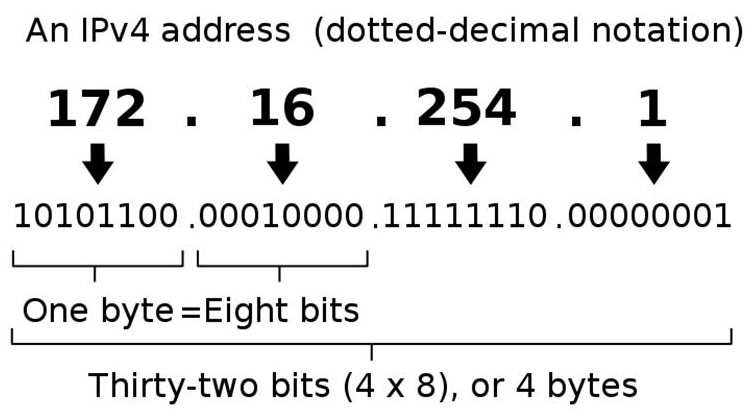 An IPv4 address (dotted-decimal notation)
172 . 16 . 254 . 1
10101100 .00010000 .11111110 .00000001
One byte =Eight bits
Thirty-two bits (4 x 8), or 4 bytes